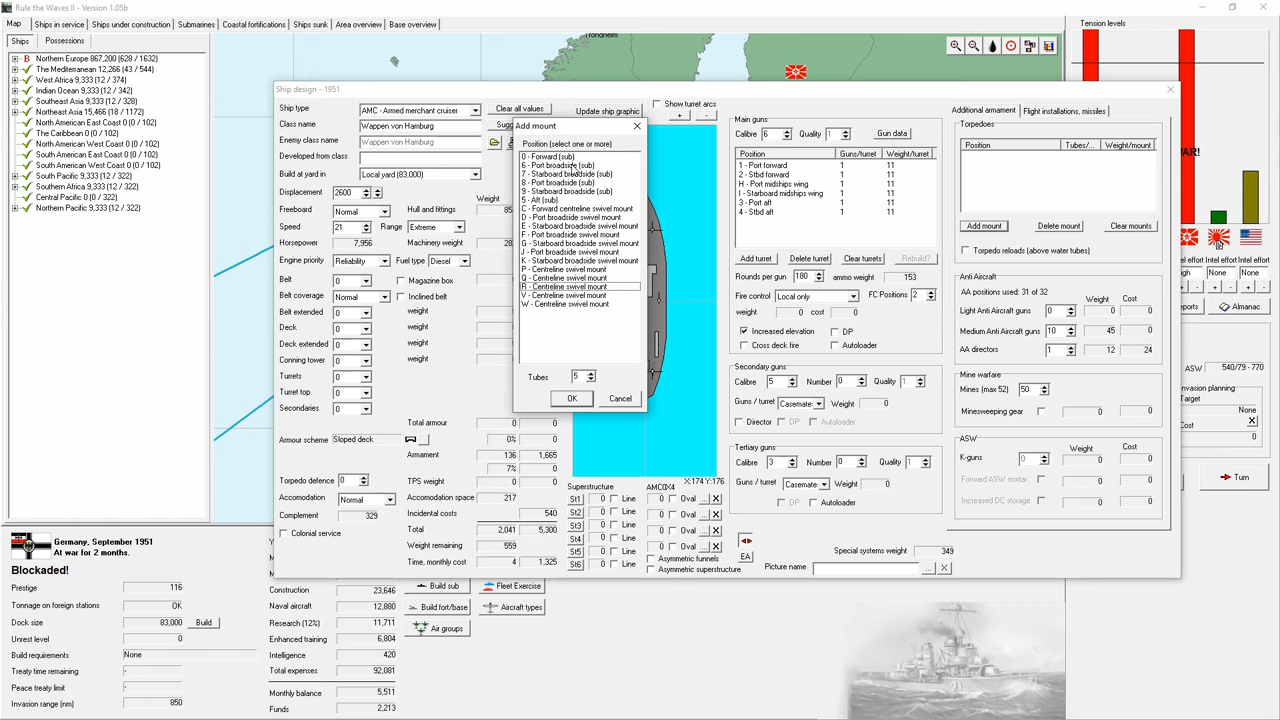 Rule the Waves II - Version 1.05b
Map
Ships in service
Ships under construction
Submarines
Coastal fortifications
Ships sunk
Area overview
Base overview
Ships
Possessions
B Northern Europe 867,200 (628 / 1632)
The Mediterranean 12,266 (43 / 544)
West Africa 9,333 (12 / 374)
Indian Ocean 9,333 (12 / 342)
Southeast Asia 9,333 (12 / 328)
Northeast Asia 15,466 (18 / 1172)
North American East Coast 0 (0 / 102)
The Caribbean 0 (0 / 102)
South American East Coast 0 (0 / 102)
South American West Coast 0 (0 / 102)
North American West Coast 0 (0 / 102)
South Pacific 9,333 (12 / 322)
Southern Africa 9,333 (12 / 322)
Central Pacific 0 (0 / 102)
Northern Pacific 9,333 (12 / 322)
Trondheim
Tension levels
Ship design - 1951
Ship type
AMC - Armed merchant cruiser
Class name
Wappen von Hamburg
Enemy class name
Wappen von Hamburg
Developed from class
Build at yard in
Local yard (83,000)
Clear all values
Update ship graphic
Show turret arcs
+
-
Displacement
2600
Weight
Freeboard
Normal
Hull and fittings
Speed
21
Range
Extreme
Horsepower
7,956
Machinery weight
Engine priority
Reliability
Fuel type
Diesel
Belt
0
Magazine box
Belt coverage
Normal
Inclined belt
Belt extended
0
weight
Deck
0
weight
Deck extended
0
weight
Conning tower
0
weight
Turrets
0
Turret top
0
Secondaries
0
Total armour
0
0
Armour scheme
Sloped deck
0%
0
Armament
136
1,665
7%
0
Torpedo defence
0
TPS weight
0
0
Accomodation
Normal
Accomodation space
217
Complement
329
Incidental costs
540
Colonial service
Total
2,041
5,300
Weight remaining
559
Time, monthly cost
4
1,325
Add mount
Position (select one or more)
0 - Forward (sub)
6 - Port broadside (sub)
7 - Starboard broadside (sub)
8 - Port broadside (sub)
9 - Starboard broadside (sub)
5 - Aft (sub)
C - Forward centreline swivel mount
D - Port broadside swivel mount
E - Starboard broadside swivel mount
F - Port broadside swivel mount
G - Starboard broadside swivel mount
J - Port broadside swivel mount
K - Starboard broadside swivel mount
P - Centreline swivel mount
Q - Centreline swivel mount
R - Centreline swivel mount
V - Centreline swivel mount
W - Centreline swivel mount
Tubes
5
OK
Cancel
X:174 Y:176
Superstructure
AMC0X4
St1 0 Line 0 Oval ... X
St2 0 Line 0 Oval ... X
St3 0 Line 0 Oval ... X
St4 0 Line 0 Oval ... X
St5 0 Line
Asymmetric funnels
St6 0 Line
Asymmetric superstructure
Main guns
Calibre
6
Quality
1
Gun data
Position
Guns/turret
Weight/turret
1 - Port forward 1 11
2 - Stbd forward 1 11
H - Port midships wing 1 11
I - Starboard midships wing 1 11
3 - Port aft 1 11
4 - Stbd aft 1 11
Add turret
Delete turret
Clear turrets
Rebuild?
Rounds per gun
180
ammo weight
153
Fire control
Local only
FC Positions
2
weight
0
cost
0
Increased elevation
DP
Cross deck fire
Autoloader
Secondary guns
Calibre
5
Number
0
Quality
1
Guns / turret
Casemate:
Weight
0
Director
DP
Autoloader
Tertiary guns
Calibre
3
Number
0
Quality
1
Guns / turret
Casemate:
Weight
0
DP
Autoloader
EA
Special systems weight
349
Picture name
...
X
Additional armament
Flight installations, missiles
Torpedoes
Position
Tubes/...
Weight/mount
Add mount
Delete mount
Clear mounts
Torpedo reloads (above water tubes)
Anti Aircraft
AA positions used: 31 of 32
Weight
Cost
Light Anti Aircraft guns
0
0
0
Medium Anti Aircraft guns
10
45
0
AA directors
1
12
24
Mine warfare
Mines (max 52)
50
0
0
Minesweeping gear
0
0
ASW
Weight
Cost
K-guns
0
0
0
Forward ASW mortar
0
0
Increased DC storage
0
0
Intel effort
Intel effort
None
None
Almanac
ASW
540/79 - 770
Invasion planning
Target
None
Cost
0
Turn
Germany, September 1951
At war for 2 months.
Blockaded!
Prestige
116
Tonnage on foreign stations
OK
Dock size
83,000
Build
Unrest level
0
Build requirements
None
Treaty time remaining
-
Peace treaty limit
-
Invasion range (nm)
850
Construction
23,646
Naval aircraft
12,880
Research (12%)
11,711
Enhanced training
6,804
Intelligence
420
Total expenses
92,081
Monthly balance
5,511
Funds
2,213
Build sub
Fleet Exercise
Build fort/base
Aircraft types
Air groups